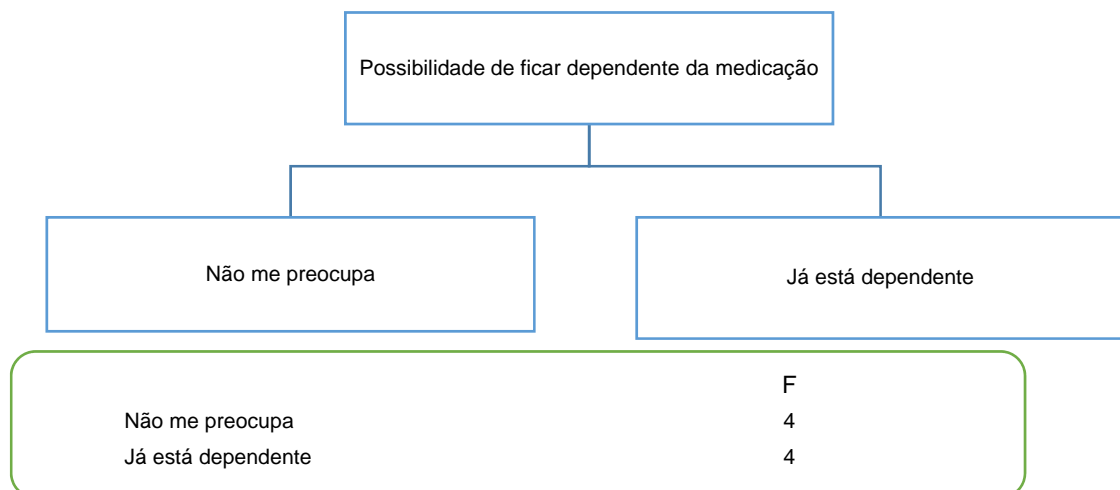 Possibilidade de ficar dependente da medicação
Não me preocupa
Já está dependente
F
Não me preocupa 4
Já está dependente 4